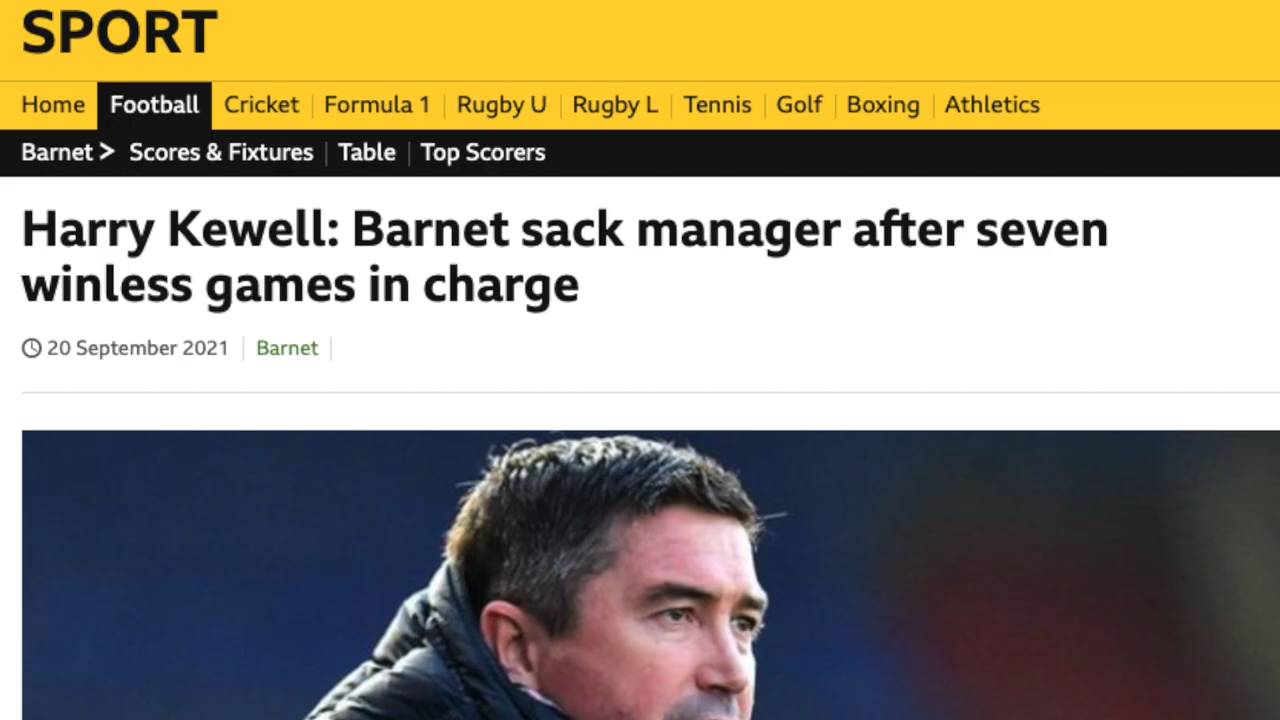 SPORT
Home Football Cricket Formula 1 Rugby U Rugby L Tennis Golf Boxing Athletics
Barnet > Scores & Fixtures Table Top Scorers
Harry Kewell: Barnet sack manager after seven
winless games in charge
20 September 2021 Barnet